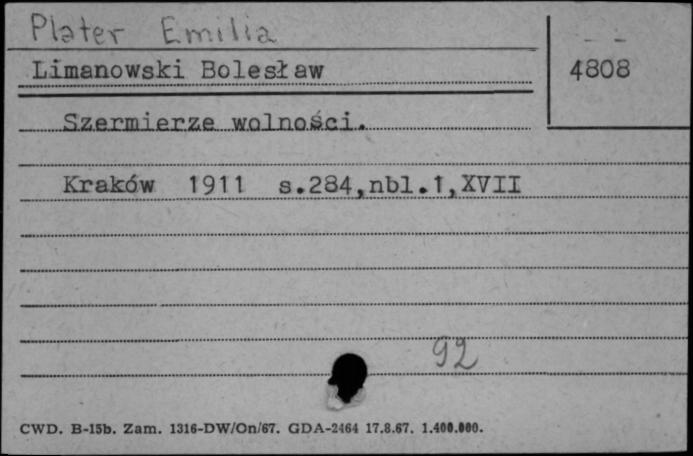 Plater Emilia
Limanowski Bolesław
4808
Szermierze wolności.
Kraków 1911 s.284,nbl.1,XVII
92
CWD. B-15b. Zam. 1316-DW/On/67. GDA-2464 17.8.67. 1.400.000.